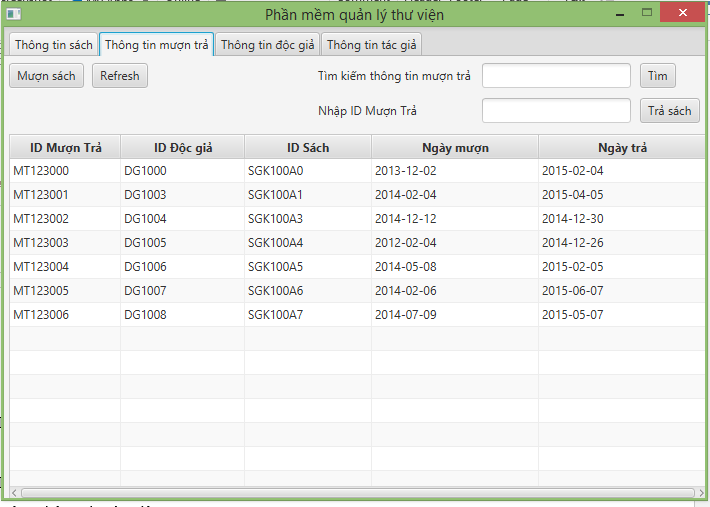 Phần mềm quản lý thư viện
Thông tin sách Thông tin mượn trả Thông tin độc giả Thông tin tác giả
Mượn sách Refresh Tìm kiếm thông tin mượn trả Tìm
Nhập ID Mượn Trả Trả sách
ID Mượn Trả ID Độc giả ID Sách Ngày mượn Ngày trả
MT123000 DG1000 SGK100A0 2013-12-02 2015-02-04
MT123001 DG1003 SGK100A1 2014-02-04 2015-04-05
MT123002 DG1004 SGK100A3 2014-12-12 2014-12-30
MT123003 DG1005 SGK100A4 2012-02-04 2014-12-26
MT123004 DG1006 SGK100A5 2014-05-08 2015-02-05
MT123005 DG1007 SGK100A6 2014-02-06 2015-06-07
MT123006 DG1008 SGK100A7 2014-07-09 2015-05-07